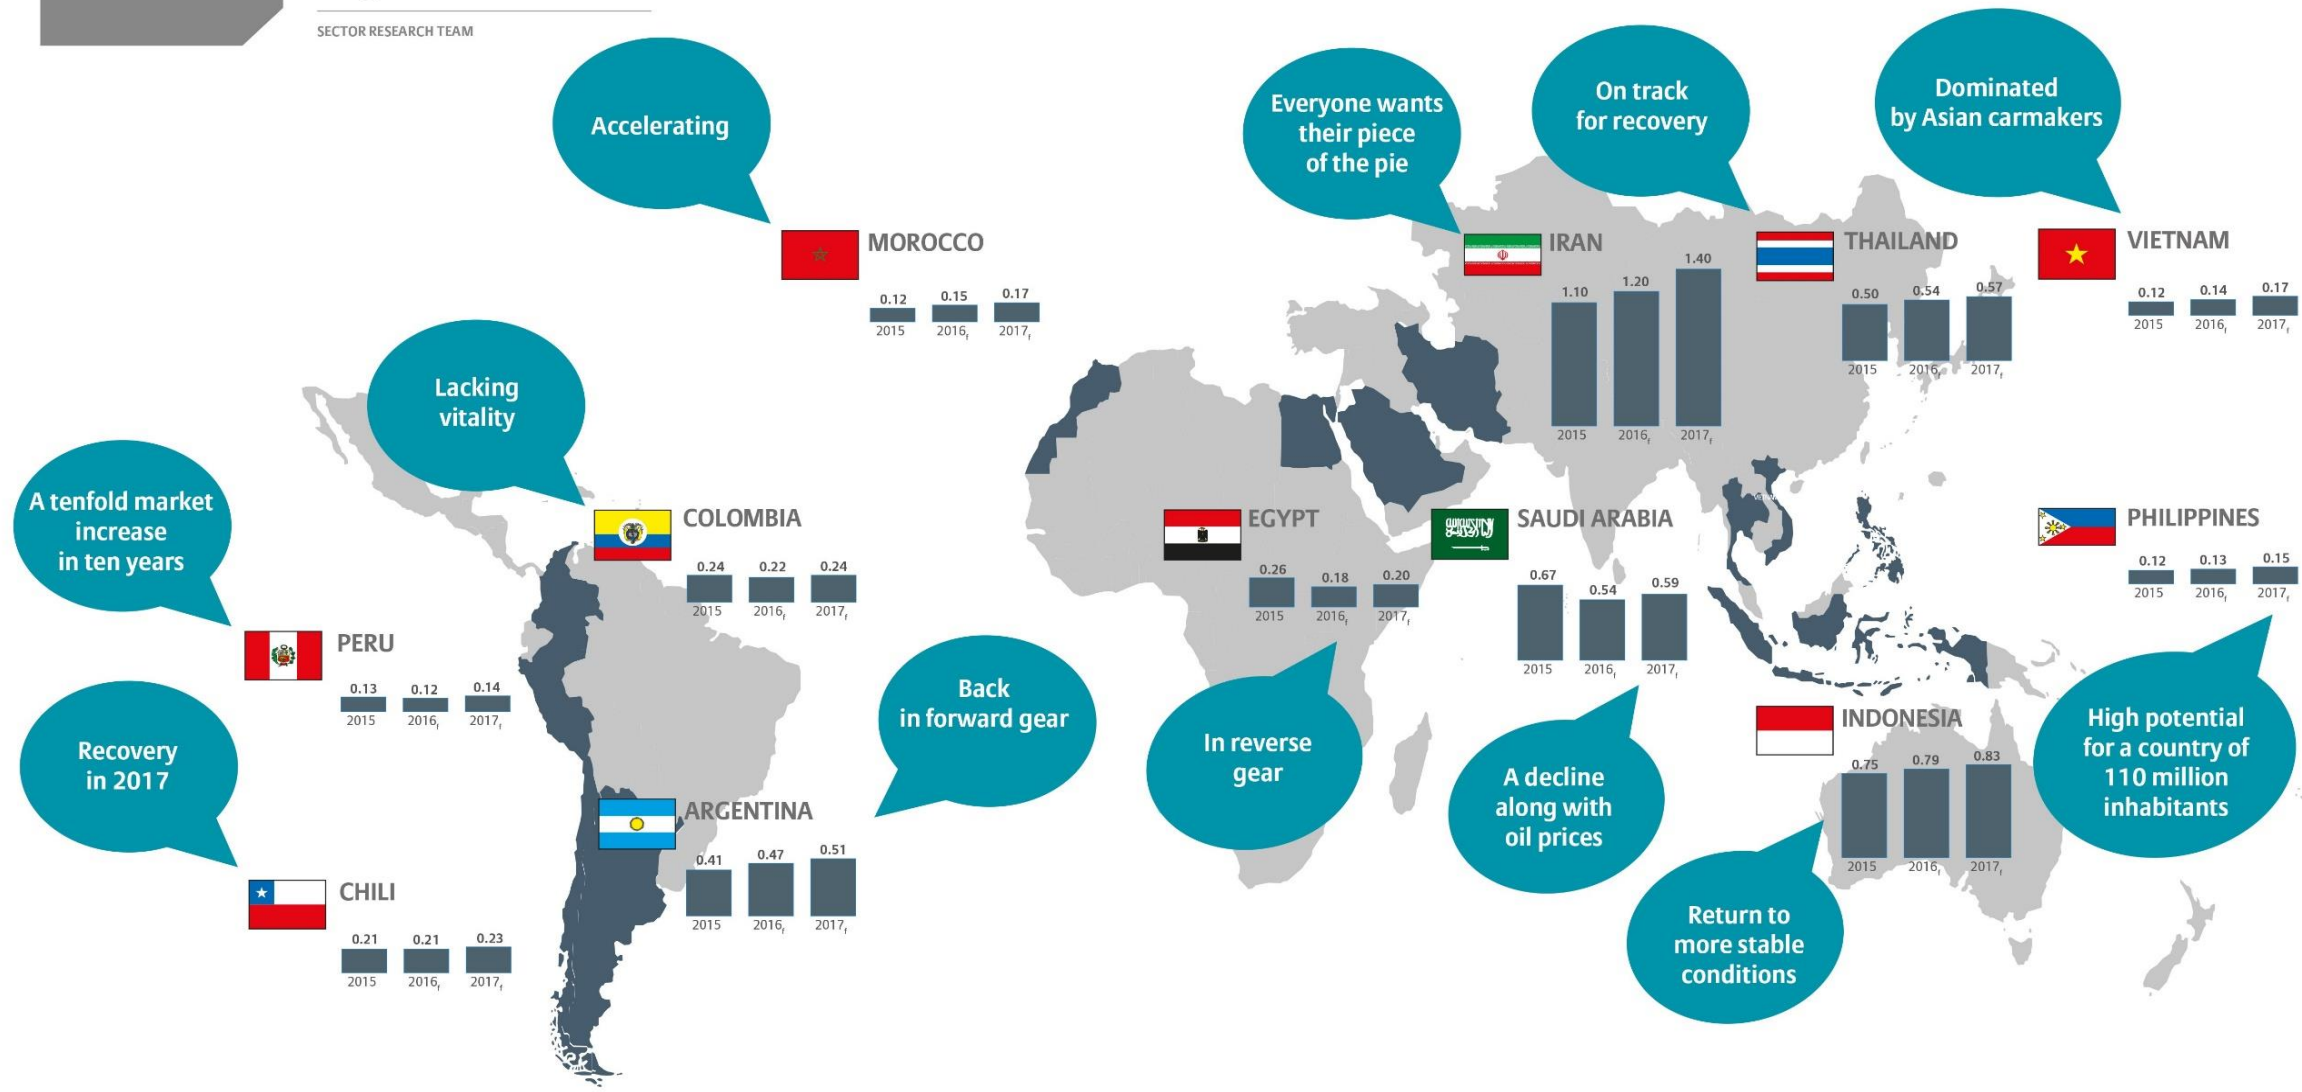 SECTOR RESEARCH TEAM
Accelerating
MOROCCO
0.12 0.15 0.17
2015 2016f 2017f
Everyone wants
their piece
of the pie
IRAN
1.10 1.20 1.40
2015 2016f 2017f
On track
for recovery
THAILAND
0.50 0.54 0.57
2015 2016f 2017f
Dominated
by Asian carmakers
VIETNAM
0.12 0.14 0.17
2015 2016f 2017f
Lacking
vitality
COLOMBIA
0.24 0.22 0.24
2015 2016f 2017f
A tenfold market
increase
in ten years
PERU
0.13 0.12 0.14
2015 2016f 2017f
EGYPT
0.26 0.18 0.20
2015 2016f 2017f
In reverse
gear
SAUDI ARABIA
0.67 0.54 0.59
2015 2016f 2017f
A decline
along with
oil prices
PHILIPPINES
0.12 0.13 0.15
2015 2016f 2017f
High potential
for a country of
110 million
inhabitants
Recovery
in 2017
CHILI
0.21 0.21 0.23
2015 2016f 2017f
Back
in forward gear
ARGENTINA
0.41 0.47 0.51
2015 2016f 2017f
INDONESIA
0.75 0.79 0.83
2015 2016f 2017f
Return to
more stable
conditions